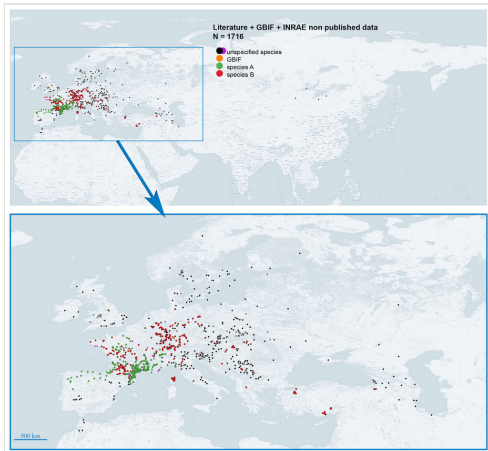 Literature + GBIF + INRAE non published data
N = 1716
unspecified species
GBIF
species A
species B
500 km